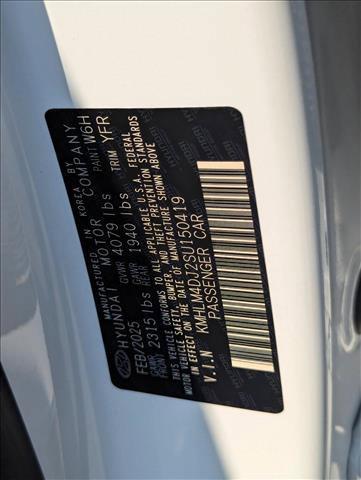 MANUFACTURED IN KOREA BY
HYUNDAI MOTOR COMPANY
FEB/2025 GVWR 4079 lbs PAINT W6H
GAWR FRONT 2315 lbs GAWR REAR 1940 lbs TRIM YFR
THIS VEHICLE CONFORMS TO ALL APPLICABLE U.S.A. FEDERAL
MOTOR VEHICLE SAFETY, BUMPER AND THEFT PREVENTION STANDARDS
IN EFFECT ON THE DATE OF MANUFACTURE SHOWN ABOVE
V.I.N KMHLM4DJ2SU150419
PASSENGER CAR